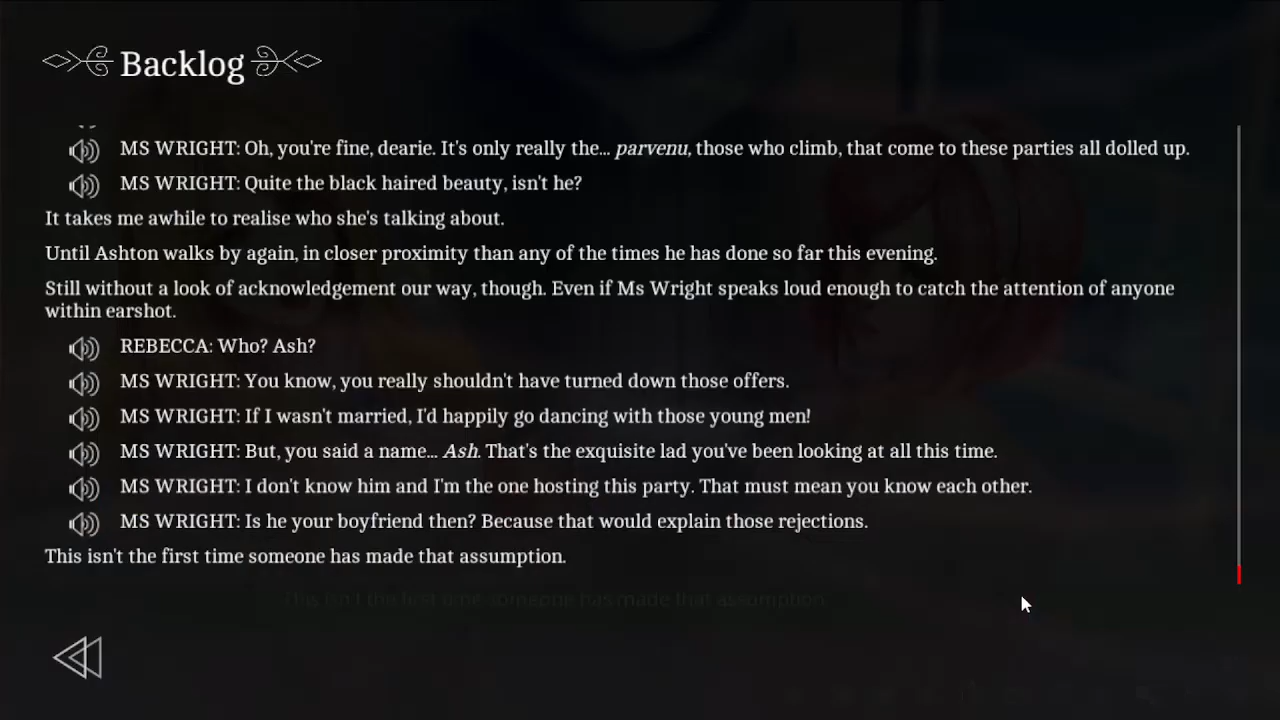 Backlog
MS WRIGHT: Oh, you're fine, dearie. It's only really the... parvenu, those who climb, that come to these parties all dolled up.
MS WRIGHT: Quite the black haired beauty, isn't he?
It takes me awhile to realise who she's talking about.
Until Ashton walks by again, in closer proximity than any of the times he has done so far this evening.
Still without a look of acknowledgement our way, though. Even if Ms Wright speaks loud enough to catch the attention of anyone
within earshot.
REBECCA: Who? Ash?
MS WRIGHT: You know, you really shouldn't have turned down those offers.
MS WRIGHT: If I wasn't married, I'd happily go dancing with those young men!
MS WRIGHT: But, you said a name... Ash. That's the exquisite lad you've been looking at all this time.
MS WRIGHT: I don't know him and I'm the one hosting this party. That must mean you know each other.
MS WRIGHT: Is he your boyfriend then? Because that would explain those rejections.
This isn't the first time someone has made that assumption.
This isn't the first time someone has made that assumption.